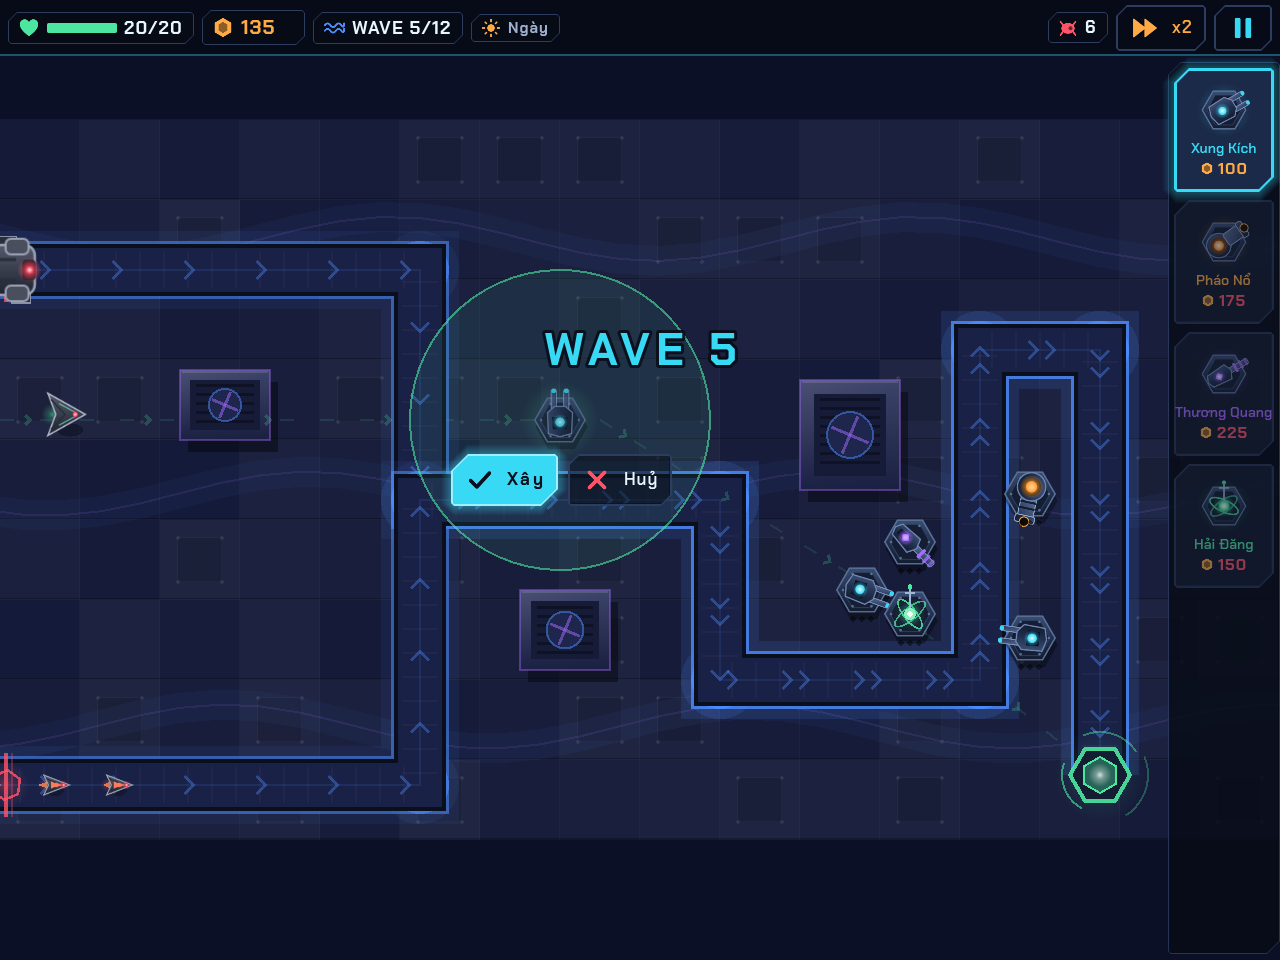 20/20
135
WAVE 5/12
Ngày
6
x2
Xung Kích
100
Pháo Nổ
175
Thương Quang
225
Hải Đăng
150
WAVE 5
Xây
Huỷ